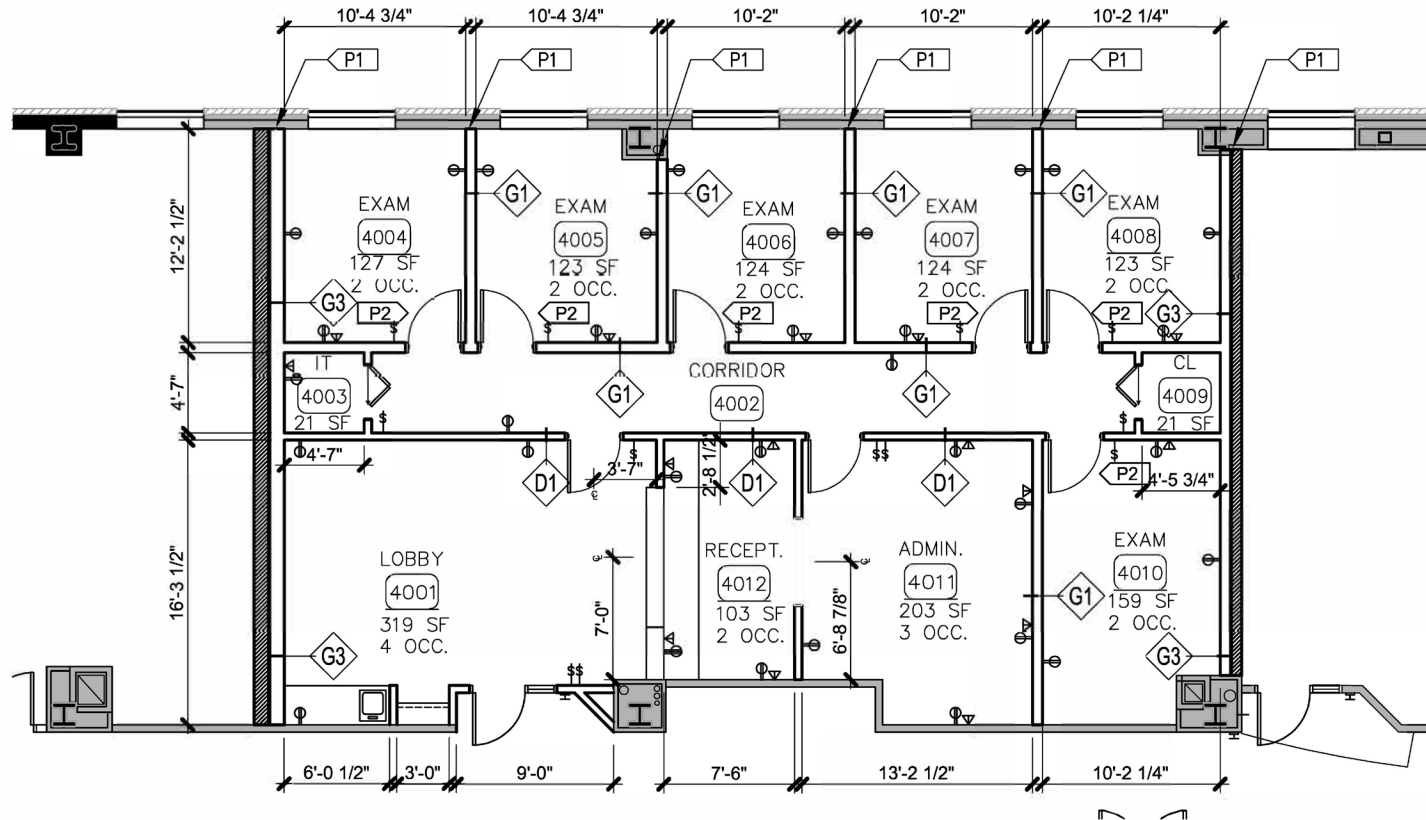 10'-4 3/4" 10'-4 3/4" 10'-2" 10'-2" 10'-2 1/4"
P1 P1 P1 P1 P1
12'-2 1/2"
EXAM
4004
127 SF
2 OCC.
EXAM
4005
123 SF
2 OCC.
EXAM
4006
124 SF
2 OCC.
EXAM
4007
124 SF
2 OCC.
EXAM
4008
123 SF
2 OCC
G1 G1 G1 G1
G3 P2 P2 P2 P2 P2 G3
$ $ $ $ $
4'-7"
IT
4003
21 SF
CORRIDOR
4002
G1 G1
CL
4009
21 SF
$ $
4'-7"
$ $$ $
3'-7"
2'-8 1/2"
D1 D1 D1
P2
4'-5 3/4"
16'-3 1/2"
LOBBY
4001
319 SF
4 OCC.
RECEPT.
4012
103 SF
2 OCC.
ADMIN.
4011
203 SF
3 OCC.
EXAM
4010
159 SF
2 OCC.
7'-0"
6'-8 7/8"
G1
G3 G3
$$
6'-0 1/2" 3'-0" 9'-0" 7'-6" 13'-2 1/2" 10'-2 1/4"